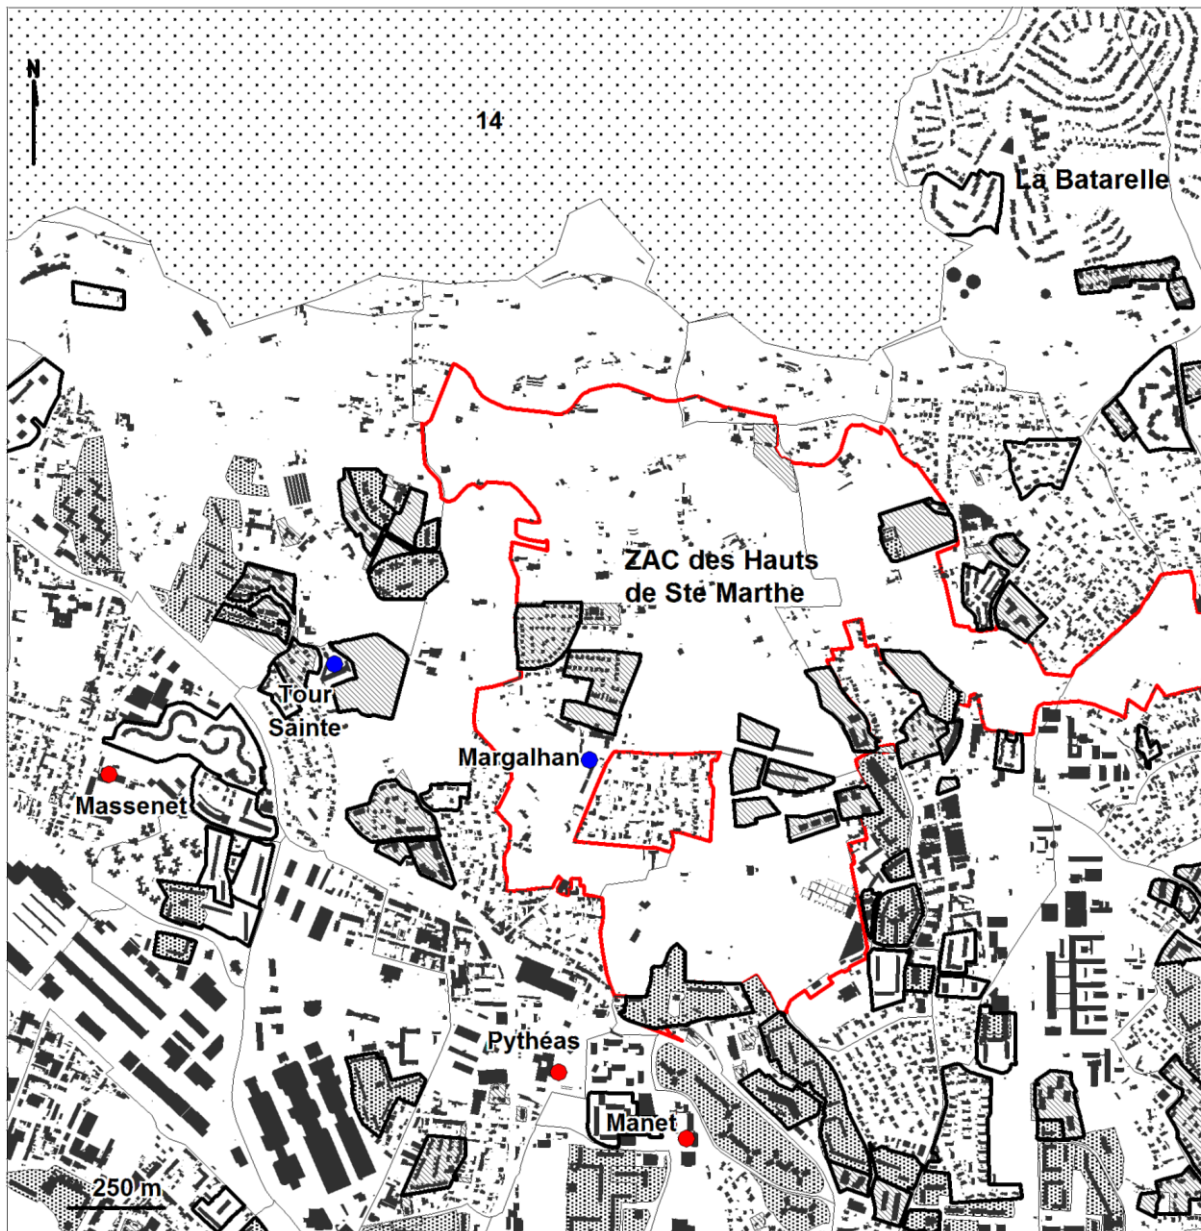 N
14
La Batarelle
ZAC des Hauts
de Ste Marthe
Tour
Sainte
Margalhan
Massenet
Pythéas
Manet
250 m